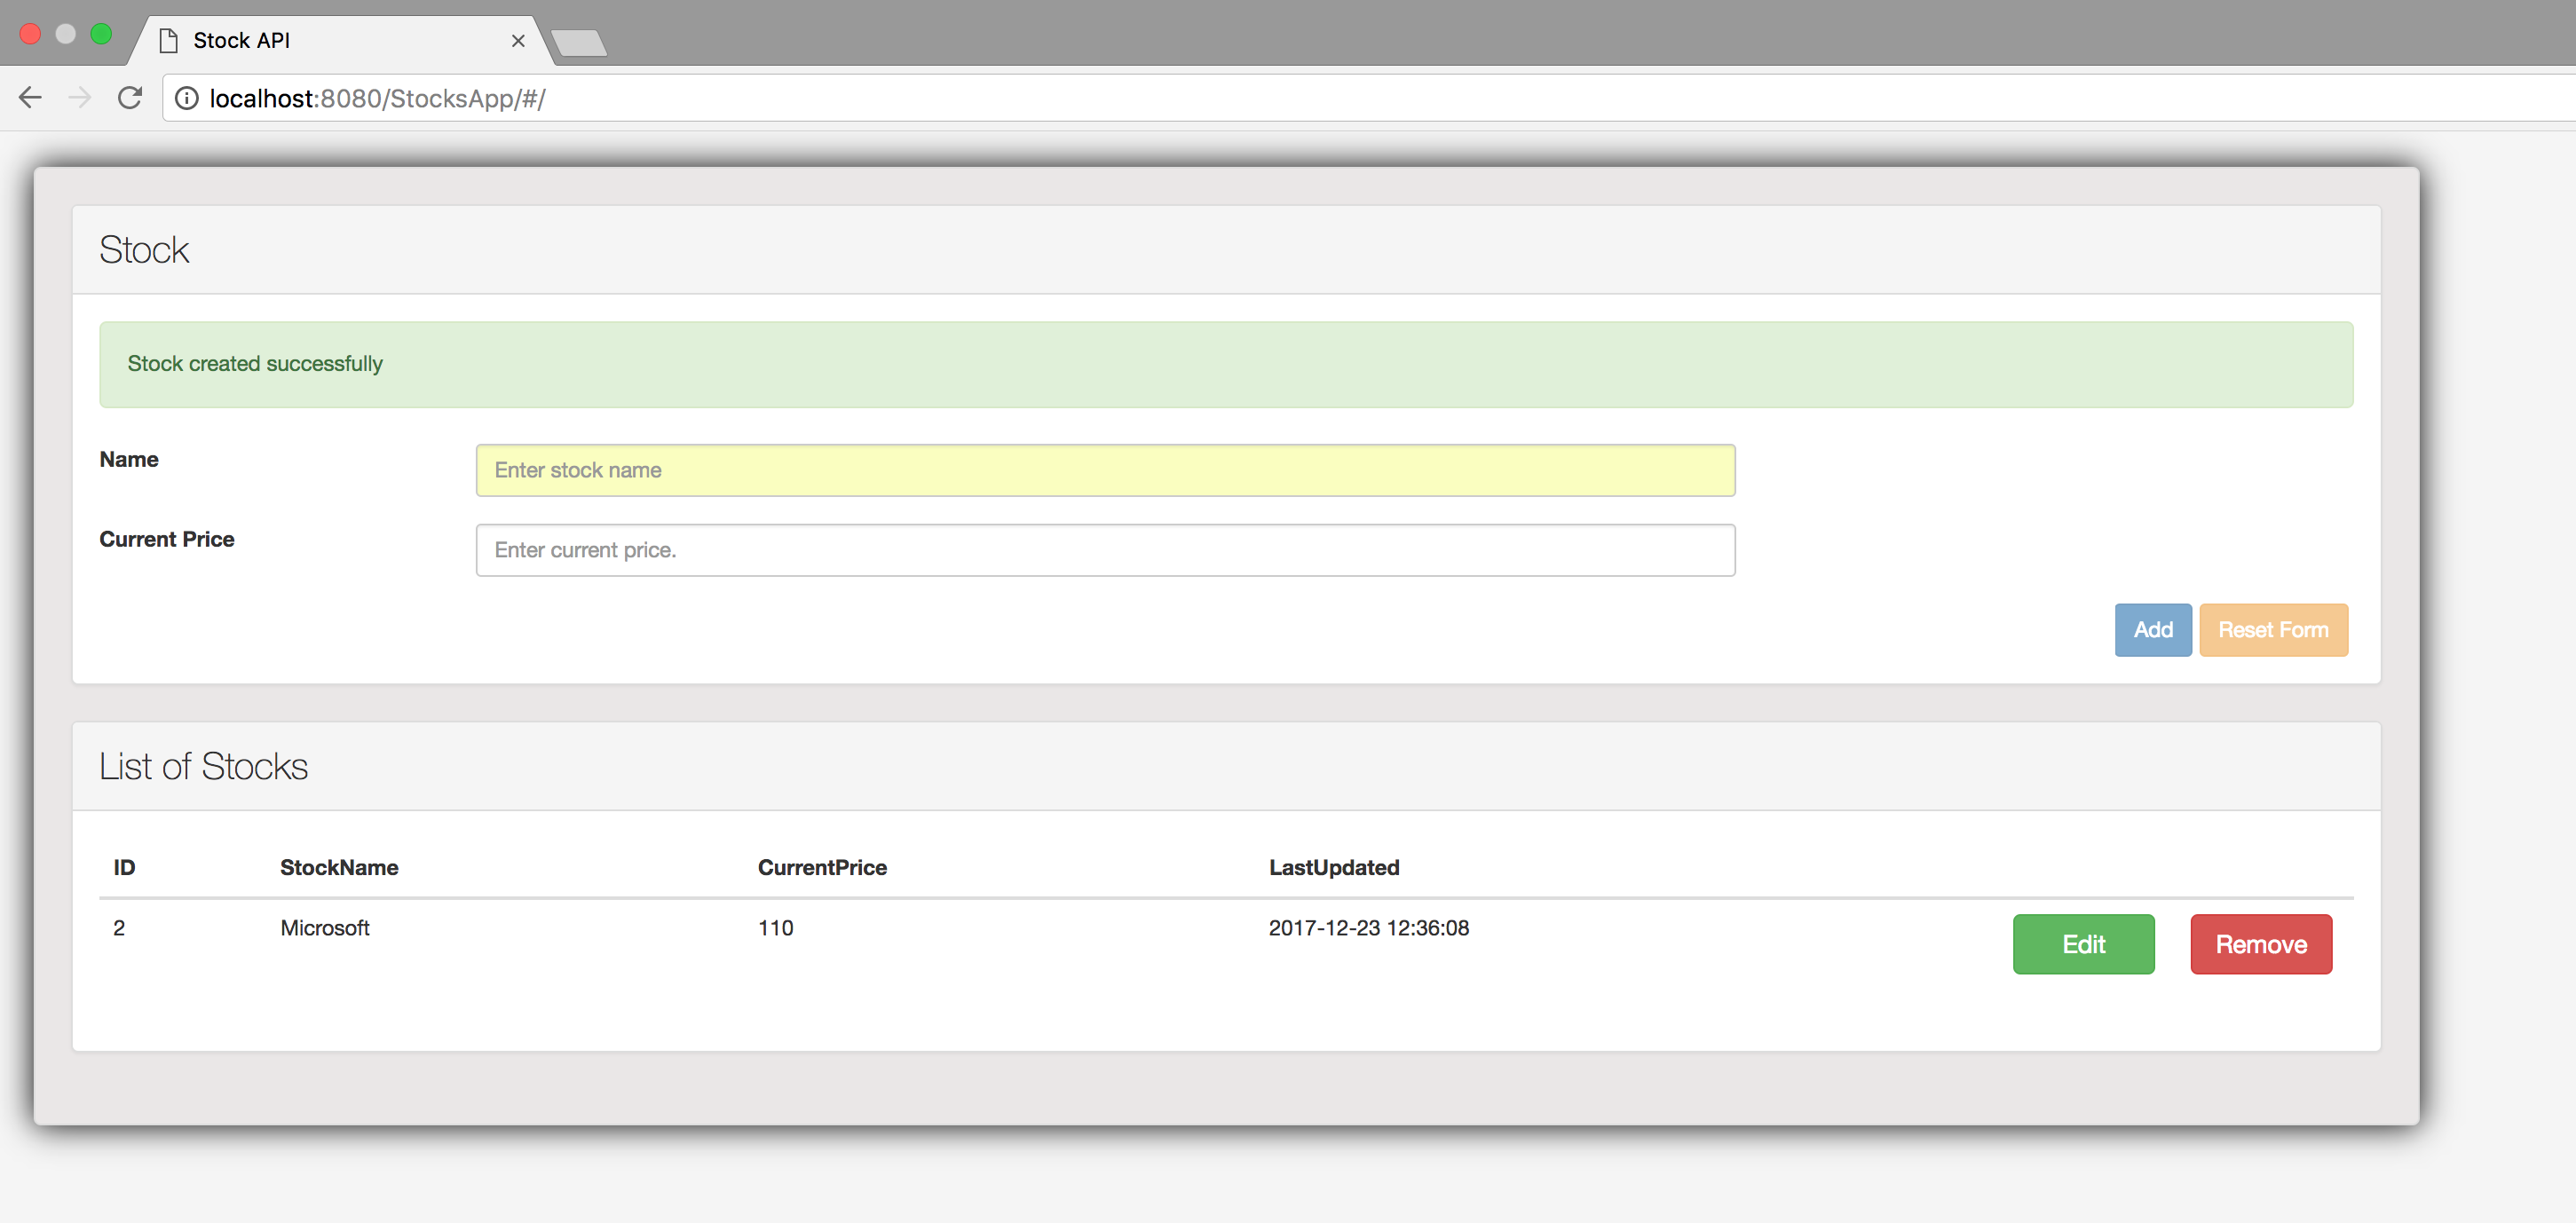 Stock API
localhost:8080/StocksApp/#/
Stock
Stock created successfully
Name
Enter stock name
Current Price
Enter current price.
Add Reset Form
List of Stocks
ID StockName CurrentPrice LastUpdated
2 Microsoft 110 2017-12-23 12:36:08 Edit Remove